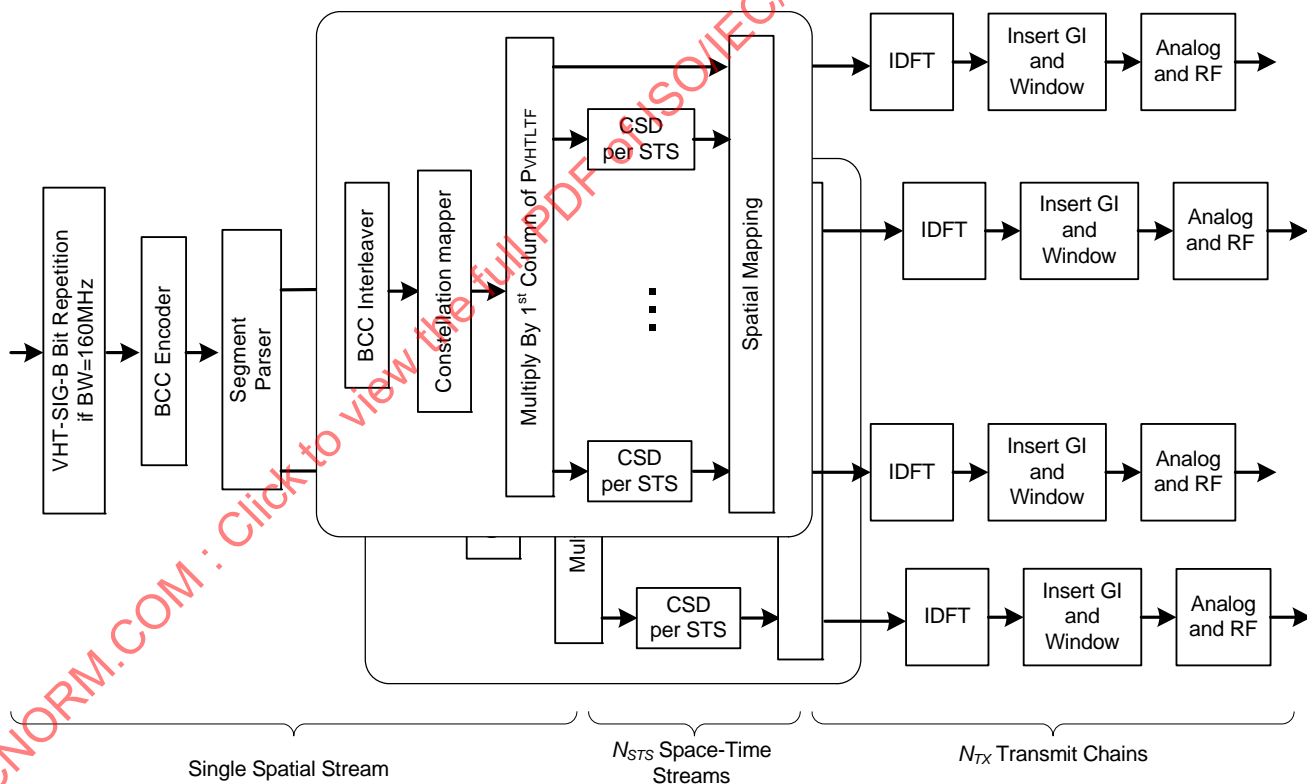 VHT-SIG-B Bit Repetition
if BW=160MHz
BCC Encoder
Segment
Parser
BCC Interleaver
Constellation mapper
Multiply By 1st Column of PVHTLTF
CSD
per STS
CSD
per STS
Spatial Mapping
IDFT
Insert GI
and
Window
Analog
and RF
IDFT
Insert GI
and
Window
Analog
and RF
IDFT
Insert GI
and
Window
Analog
and RF
CSD
per STS
IDFT
Insert GI
and
Window
Analog
and RF
Single Spatial Stream
NSTS Space-Time
Streams
NTX Transmit Chains
CNORM.COM : Click to view the full PDF of ISO/IEC/